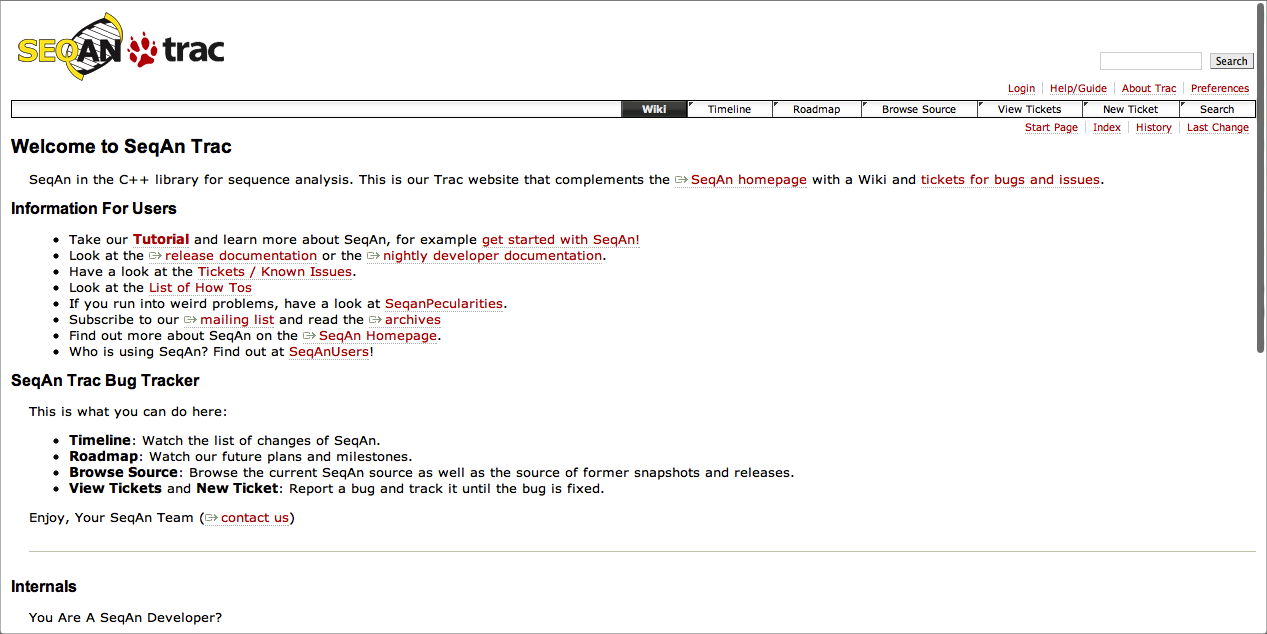 SEQAN trac
Search
Login Help/Guide About Trac Preferences
Wiki Timeline Roadmap Browse Source View Tickets New Ticket Search
Start Page Index History Last Change
Welcome to SeqAn Trac
SeqAn in the C++ library for sequence analysis. This is our Trac website that complements the SeqAn homepage with a Wiki and tickets for bugs and issues.
Information For Users
Take our Tutorial and learn more about SeqAn, for example get started with SeqAn!
Look at the release documentation or the nightly developer documentation.
Have a look at the Tickets / Known Issues.
Look at the List of How Tos
If you run into weird problems, have a look at SeqanPecularities.
Subscribe to our mailing list and read the archives
Find out more about SeqAn on the SeqAn Homepage.
Who is using SeqAn? Find out at SeqAnUsers!
SeqAn Trac Bug Tracker
This is what you can do here:
Timeline: Watch the list of changes of SeqAn.
Roadmap: Watch our future plans and milestones.
Browse Source: Browse the current SeqAn source as well as the source of former snapshots and releases.
View Tickets and New Ticket: Report a bug and track it until the bug is fixed.
Enjoy, Your SeqAn Team (contact us)
Internals
You Are A SeqAn Developer?